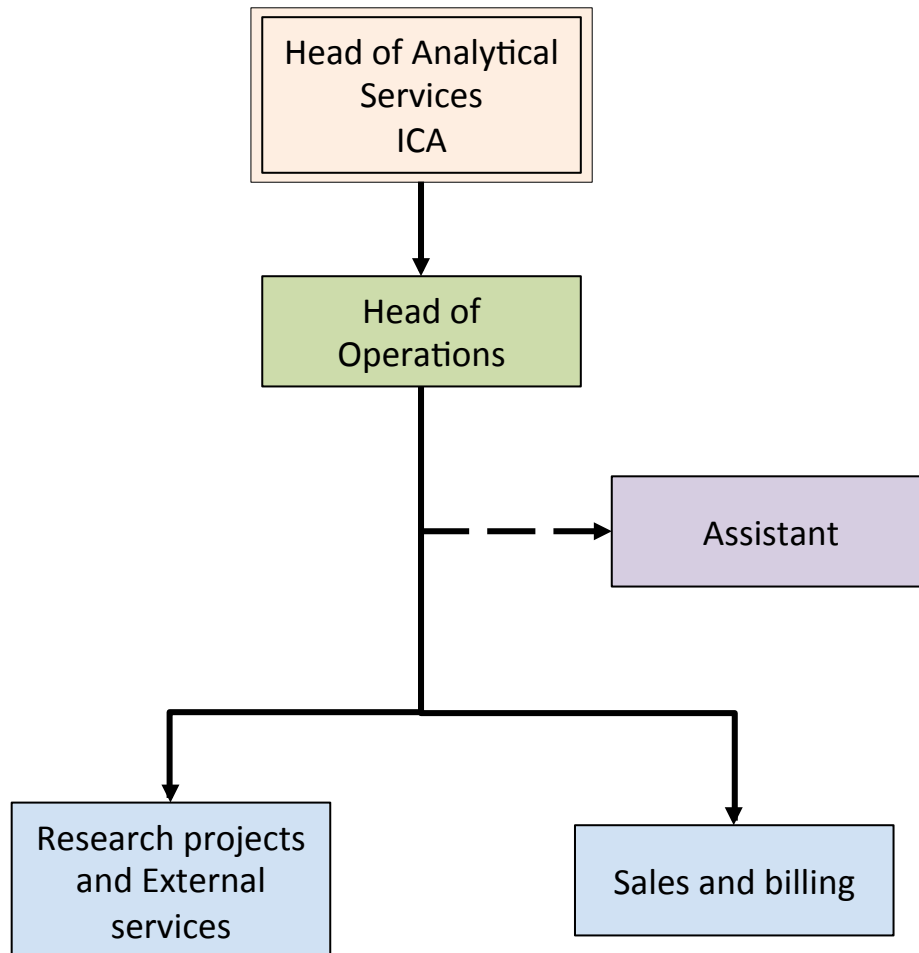 Head of Analytical
Services
ICA
Head of
Operations
Assistant
Research projects
and External
services
Sales and billing